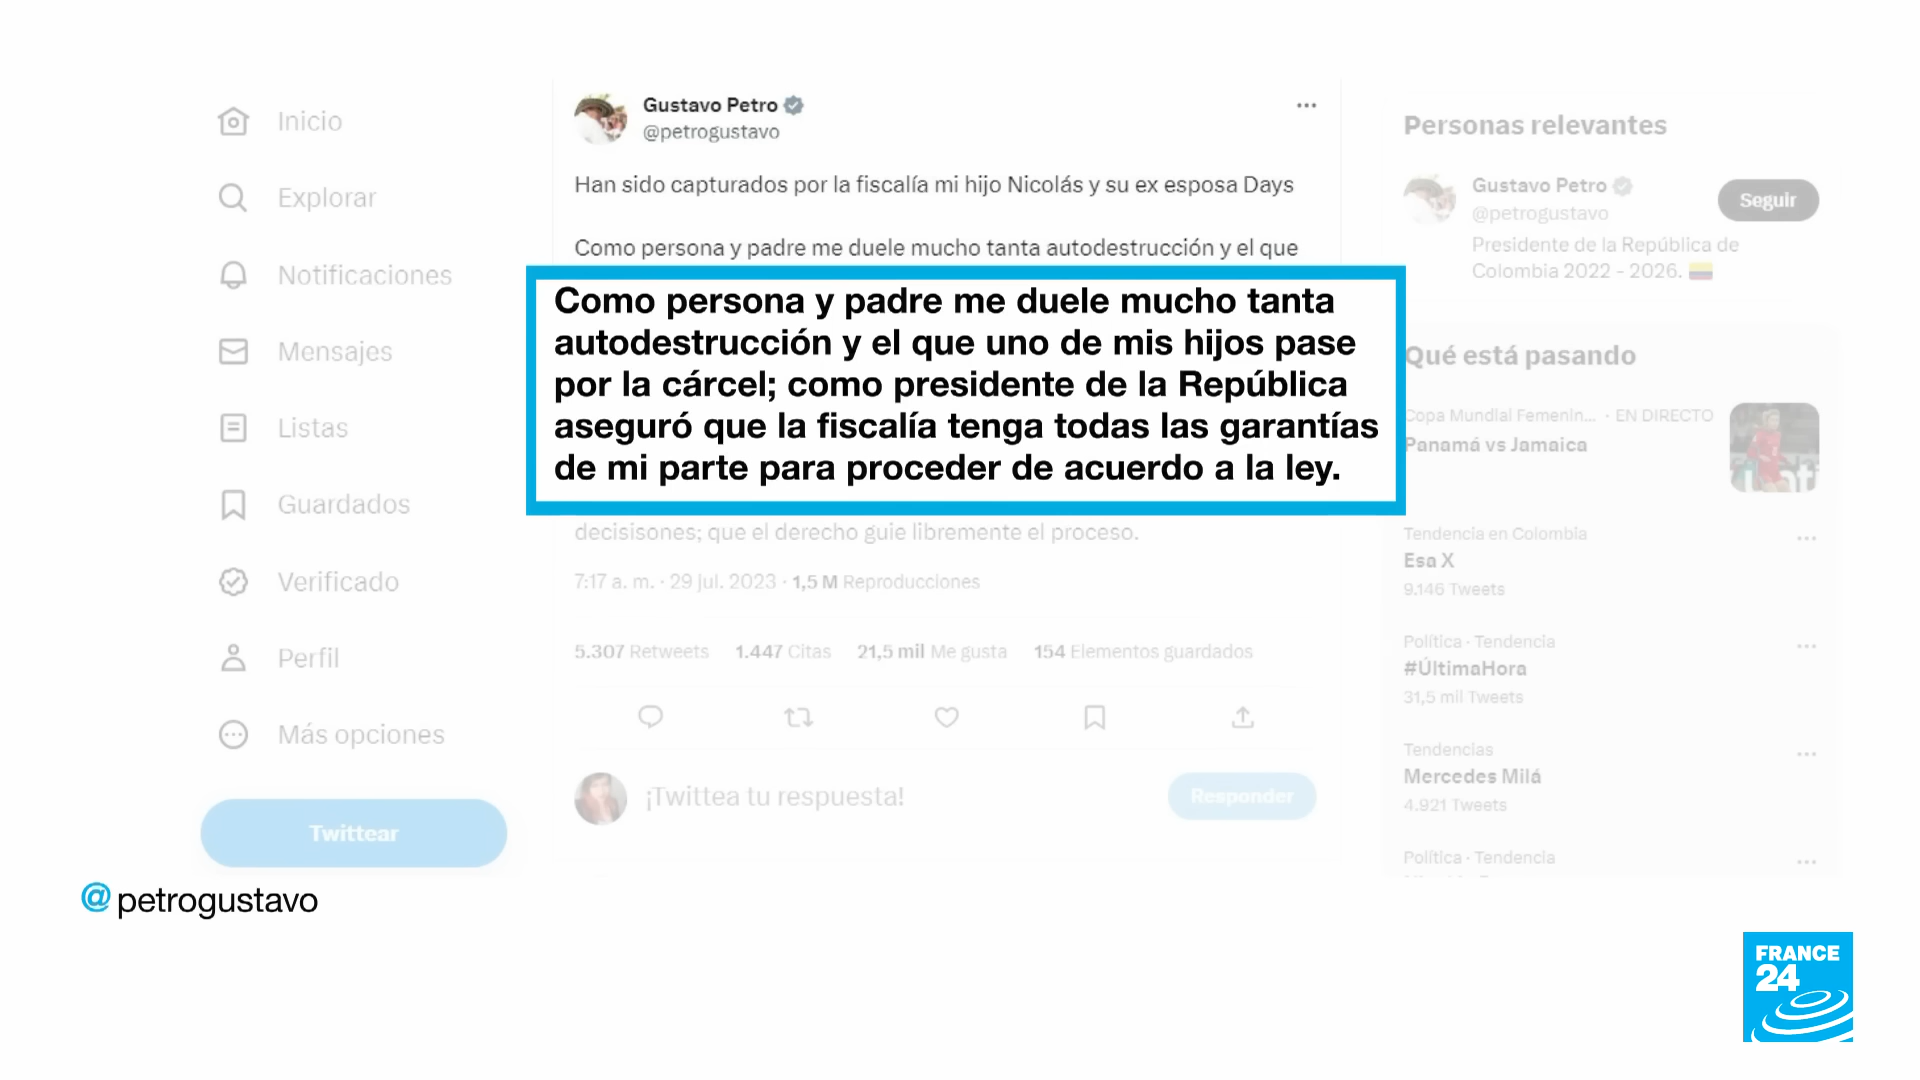 Inicio
Explorar
Notificaciones
Mensajes
Listas
Guardados
Verificado
Perfil
Más opciones
Twittear
Gustavo Petro
@petrogustavo
Han sido capturados por la fiscalía mi hijo Nicolás y su ex esposa Days
Como persona y padre me duele mucho tanta autodestrucción y el que
Como persona y padre me duele mucho tanta
autodestrucción y el que uno de mis hijos pase
por la cárcel; como presidente de la República
aseguró que la fiscalía tenga todas las garantías
de mi parte para proceder de acuerdo a la ley.
decisisones; que el derecho guie libremente el proceso.
7:17 a. m. · 29 jul. 2023 · 1,5 M Reproducciones
5.307 Retweets 1.447 Citas 21,5 mil Me gusta 154 Elementos guardados
¡Twittea tu respuesta!
Responder
Personas relevantes
Gustavo Petro
@petrogustavo
Seguir
Presidente de la República de
Colombia 2022 - 2026.
Qué está pasando
Copa Mundial Femenin... · EN DIRECTO
Panamá vs Jamaica
Tendencia en Colombia
Esa X
9.146 Tweets
Política · Tendencia
#ÚltimaHora
31,5 mil Tweets
Tendencias
Mercedes Milá
4.921 Tweets
Política · Tendencia
@petrogustavo
FRANCE
24